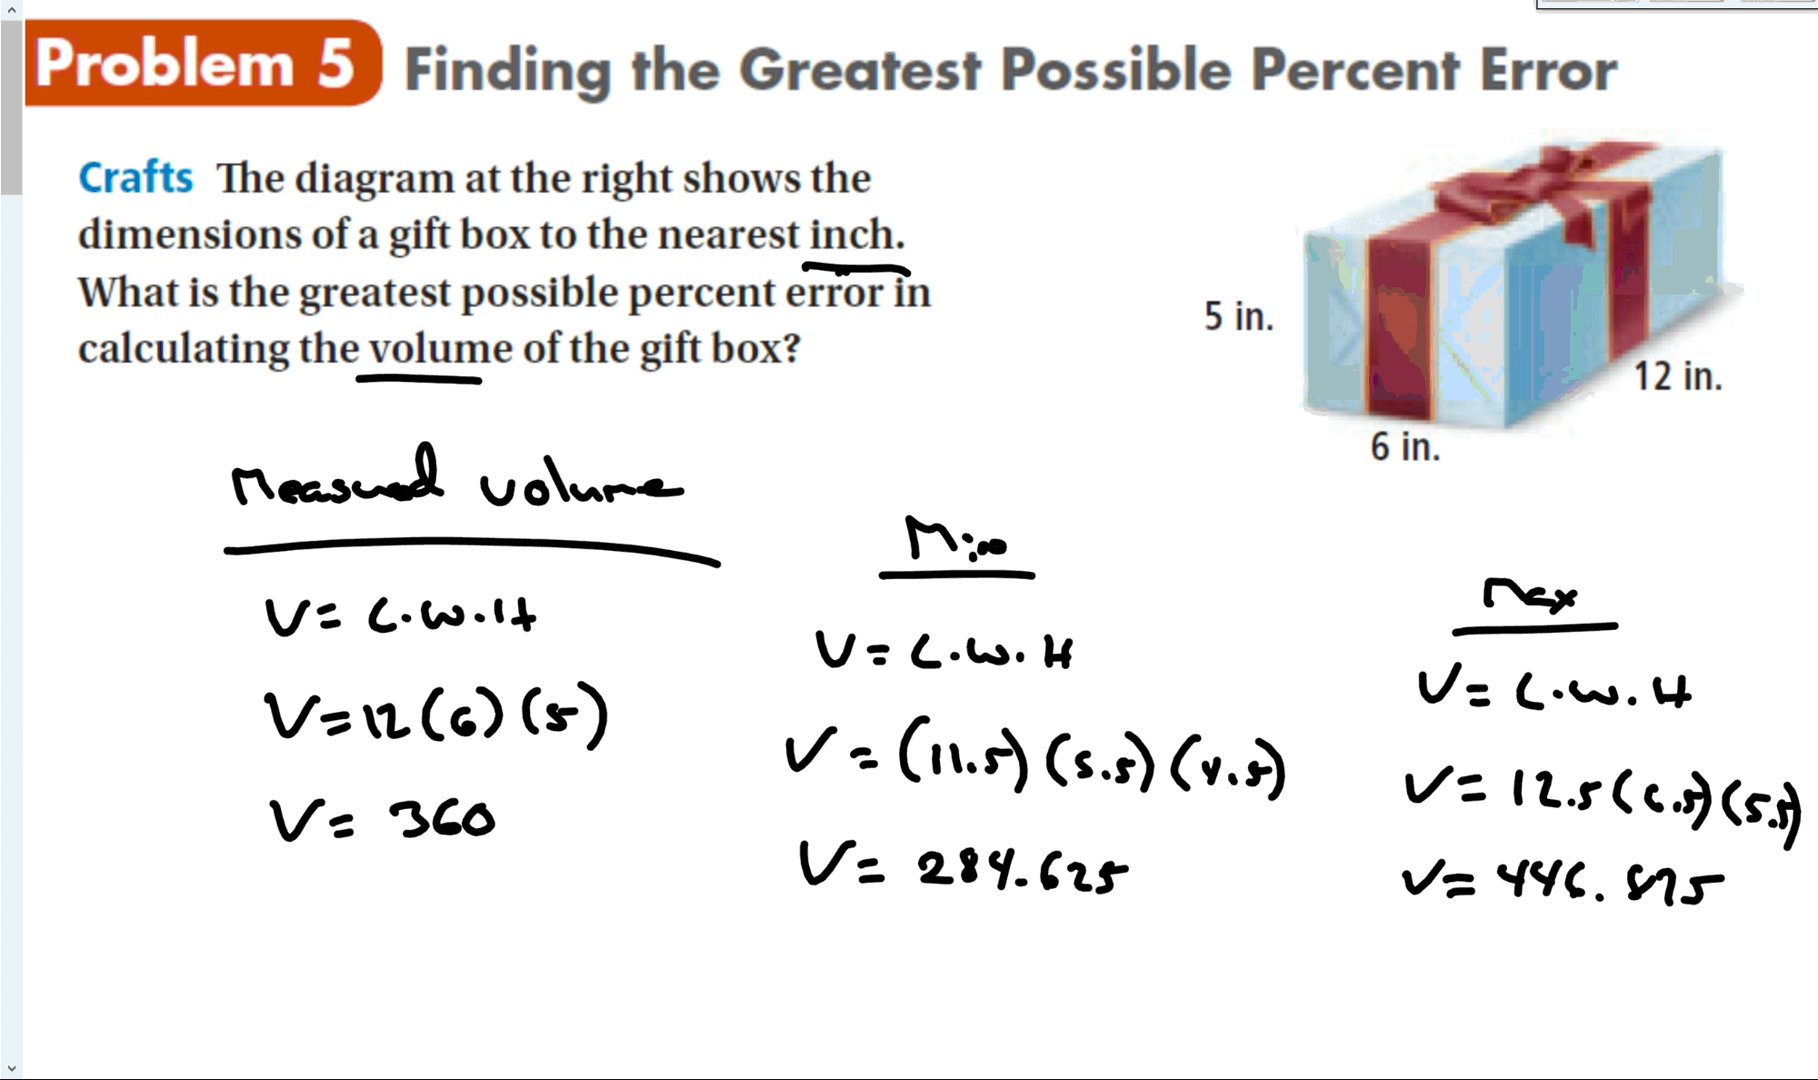 Problem 5 Finding the Greatest Possible Percent Error
Crafts The diagram at the right shows the
dimensions of a gift box to the nearest inch.
What is the greatest possible percent error in
calculating the volume of the gift box?
5 in.
12 in.
6 in.
Measured volume
V= L.W.H
V=12(6)(5)
V= 360
Min
V= L.W.H
V=(11.5)(5.5)(4.5)
V= 284.625
Max
V= L.W.H
V= 12.5(6.5)(5.5)
V= 446.875